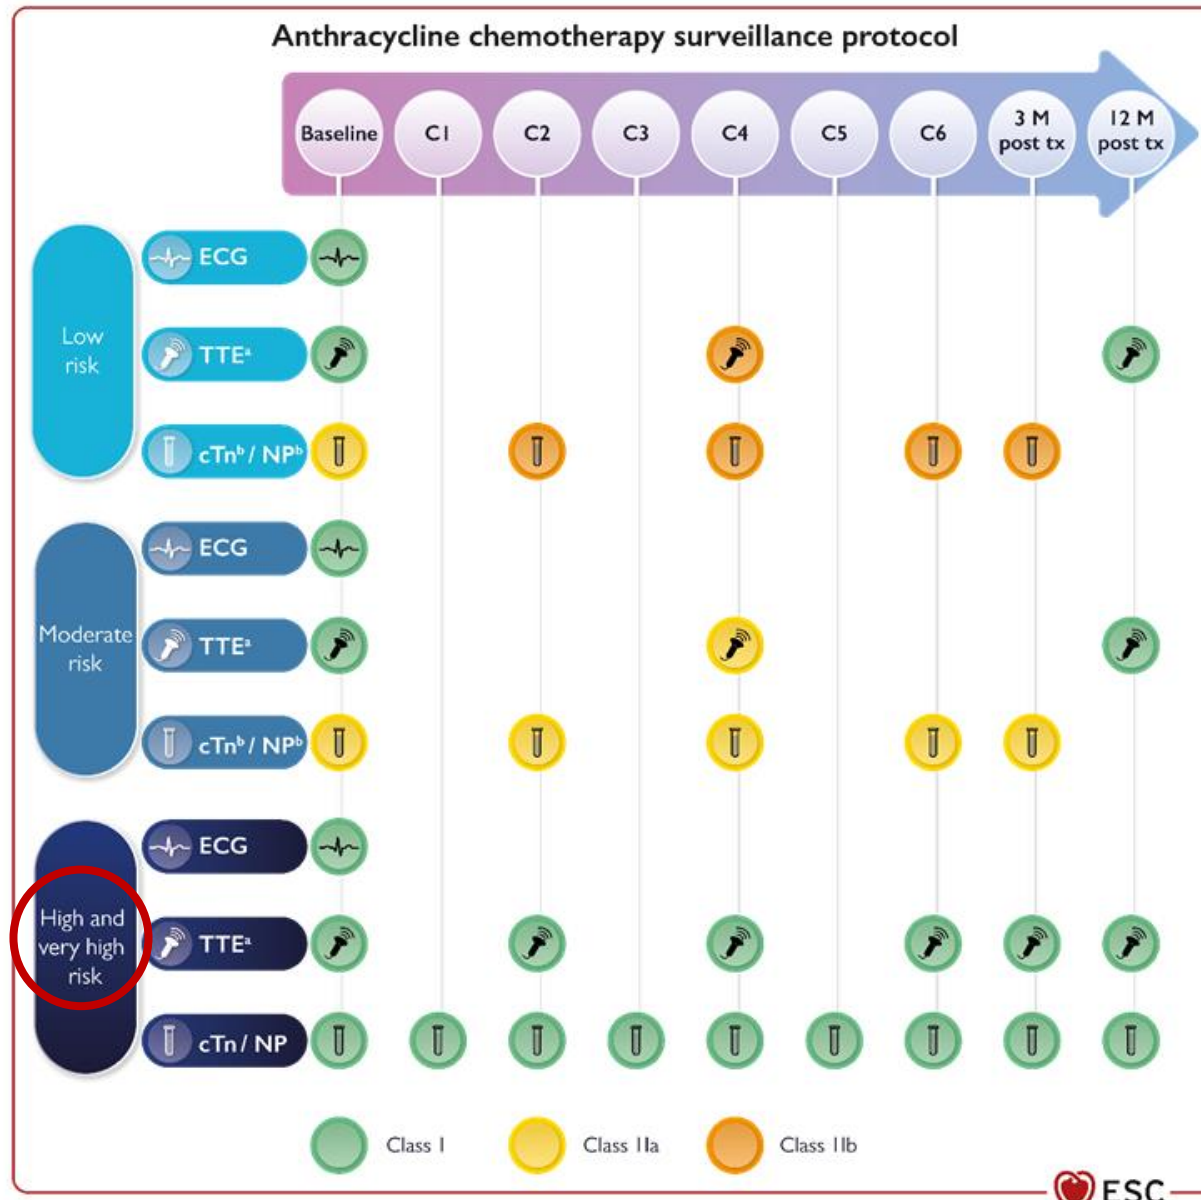 Anthracycline chemotherapy surveillance protocol
Baseline C1 C2 C3 C4 C5 C6 3 M post tx 12 M post tx
Low risk
ECG
TTEᵃ
cTnᵇ / NPᵇ
Moderate risk
ECG
TTEᵃ
cTnᵇ / NPᵇ
High and very high risk
ECG
TTEᵃ
cTn / NP
Class I Class IIa Class IIb
ESC